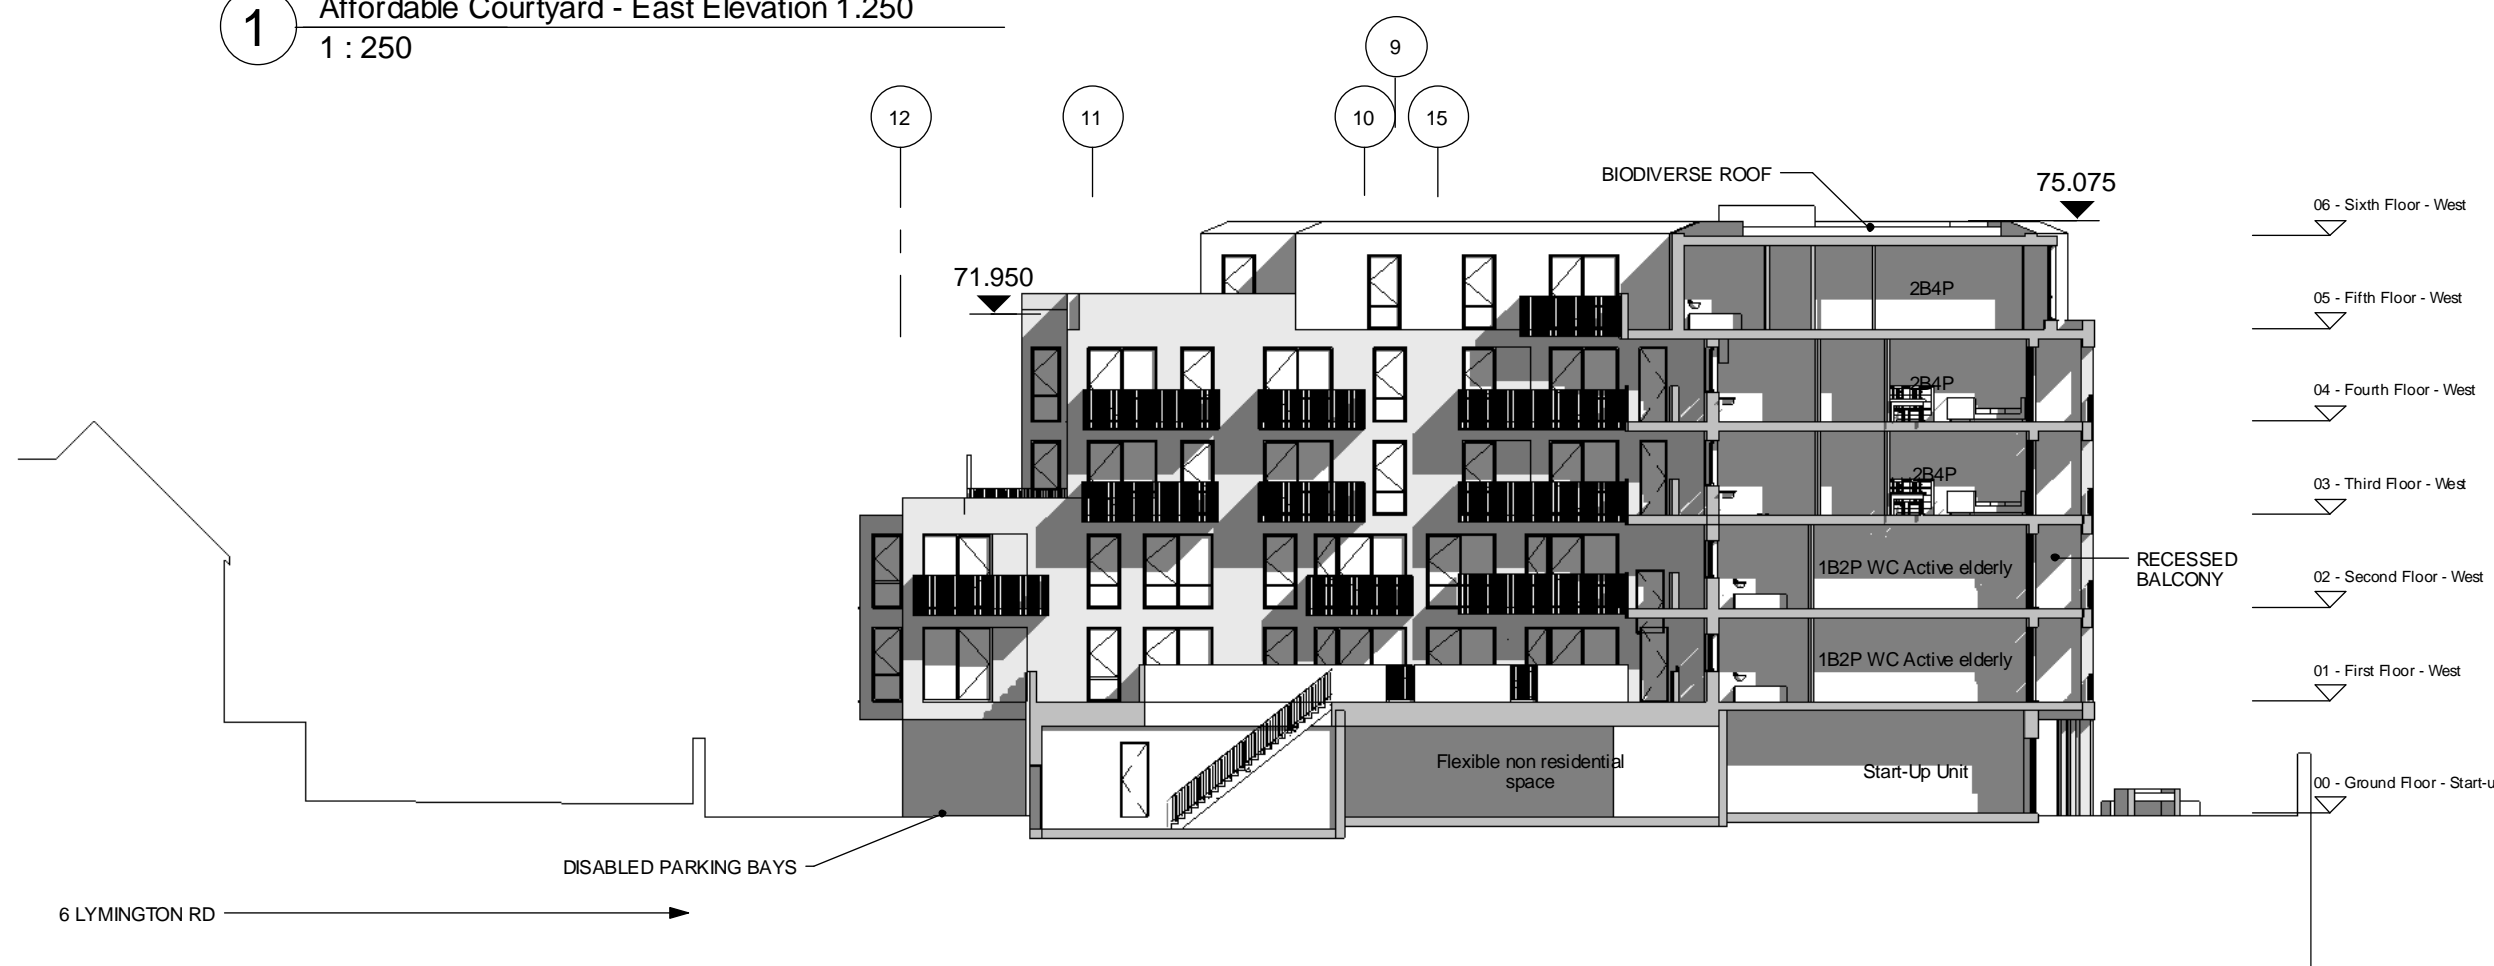 1
Affordable Courtyard - East Elevation 1.250
1 : 250
9
12
11
10
15
BIODIVERSE ROOF
75.075
06 - Sixth Floor - West
71.950
2B4P
05 - Fifth Floor - West
2B4P
04 - Fourth Floor - West
2B4P
03 - Third Floor - West
1B2P WC Active elderly
RECESSED
BALCONY
02 - Second Floor - West
1B2P WC Active elderly
01 - First Floor - West
Flexible non residential
space
Start-Up Unit
00 - Ground Floor - Start-u
DISABLED PARKING BAYS
6 LYMINGTON RD